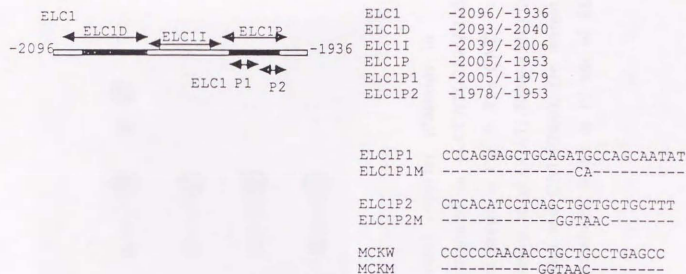 ELC1
ELC1D ELC1I ELC1P
-2096 -1936
ELC1 P1 P2
ELC1 -2096/-1936
ELC1D -2093/-2040
ELC1I -2039/-2006
ELC1P -2005/-1953
ELC1P1 -2005/-1979
ELC1P2 -1978/-1953
ELC1P1 CCCAGGAGCTGCAGATGCCAGCAATAT
ELC1P1M ---------------CA----------
ELC1P2 CTCACATCCTCAGCTGCTGCTGCTTT
ELC1P2M -------------GGTAAC-------
MCKW CCCCCCAACACCTGCTGCCTGAGCC
MCKM -----------GGTAAC--------